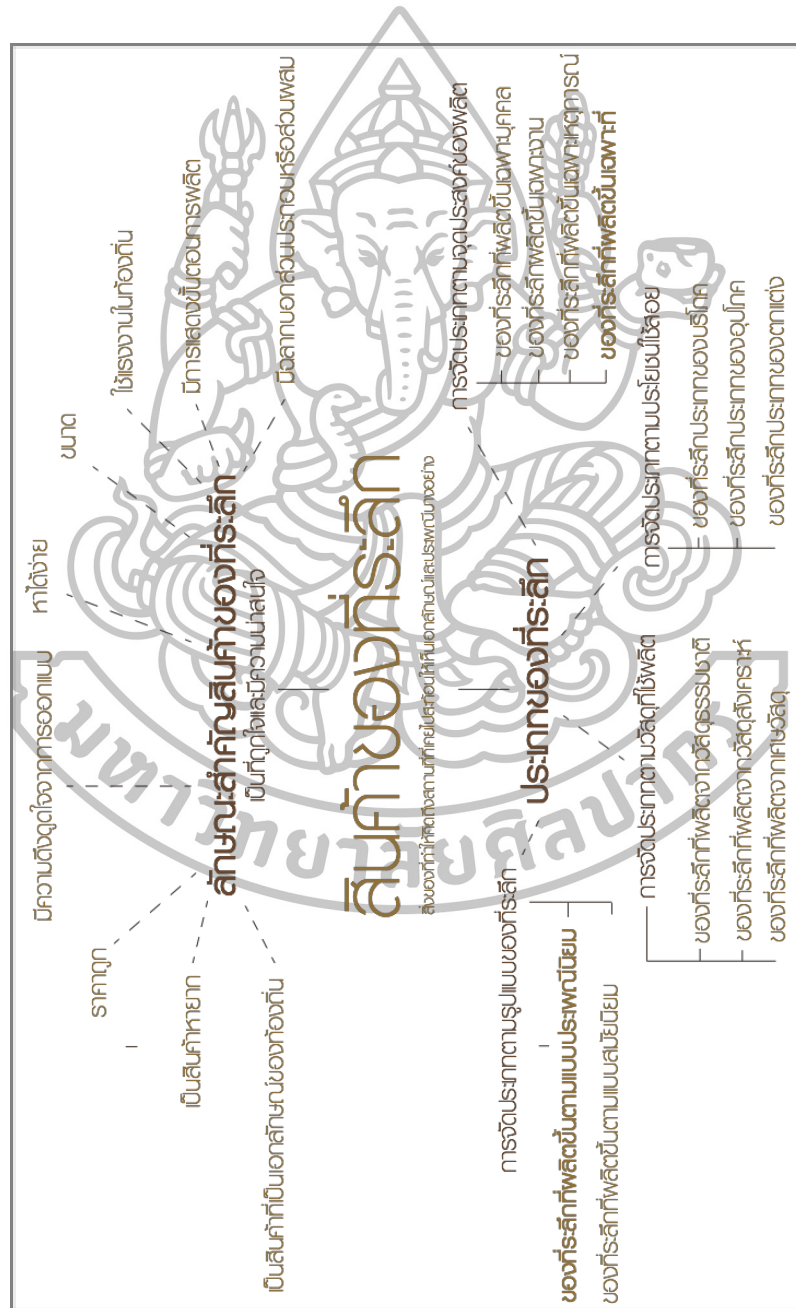 เป็นสินค้าที่เป็นเอกลักษณ์ของท้องถิ่น
เป็นสินค้าหายาก
ราคาถูก
มีความดึงดูดใจจากการออกแบบ
หาได้ง่าย
ขนาด
ใช้แรงงานในท้องถิ่น
มีการแสดงขั้นตอนการผลิต
มีฉลากบอกส่วนประกอบหรือส่วนผสม
ลักษณะสำคัญสินค้าของที่ระลึก
เป็นที่ถูกใจและมีความน่าสนใจ
สินค้าของที่ระลึก
สิ่งของที่ทำให้คิดถึงสถานที่ที่เคยไปสะท้อนให้เห็นเอกลักษณ์และประเพณีบางอย่าง
ประเภทของที่ระลึก
การจัดประเภทตามรูปแบบของที่ระลึก
ของที่ระลึกที่ผลิตขึ้นตามแบบประเพณีนิยม
ของที่ระลึกที่ผลิตขึ้นตามแบบสมัยนิยม
การจัดประเภทตามวัสดุที่ใช้ผลิต
ของที่ระลึกที่ผลิตจากวัสดุธรรมชาติ
ของที่ระลึกที่ผลิตจากวัสดุสังเคราะห์
ของที่ระลึกที่ผลิตจากเศษวัสดุ
การจัดประเภทตามประโยชน์ใช้สอย
ของที่ระลึกประเภทของบริโภค
ของที่ระลึกประเภทของอุปโภค
ของที่ระลึกประเภทของตกแต่ง
การจัดประเภทตามจุดประสงค์ของผลิต
ของที่ระลึกที่ผลิตขึ้นเฉพาะบุคคล
ของที่ระลึกผลิตขึ้นเฉพาะงาน
ของที่ระลึกที่ผลิตขึ้นเฉพาะเหตุการณ์
ของที่ระลึกที่ผลิตขึ้นเฉพาะที่
มหาวิทยาลัยศิลปากร